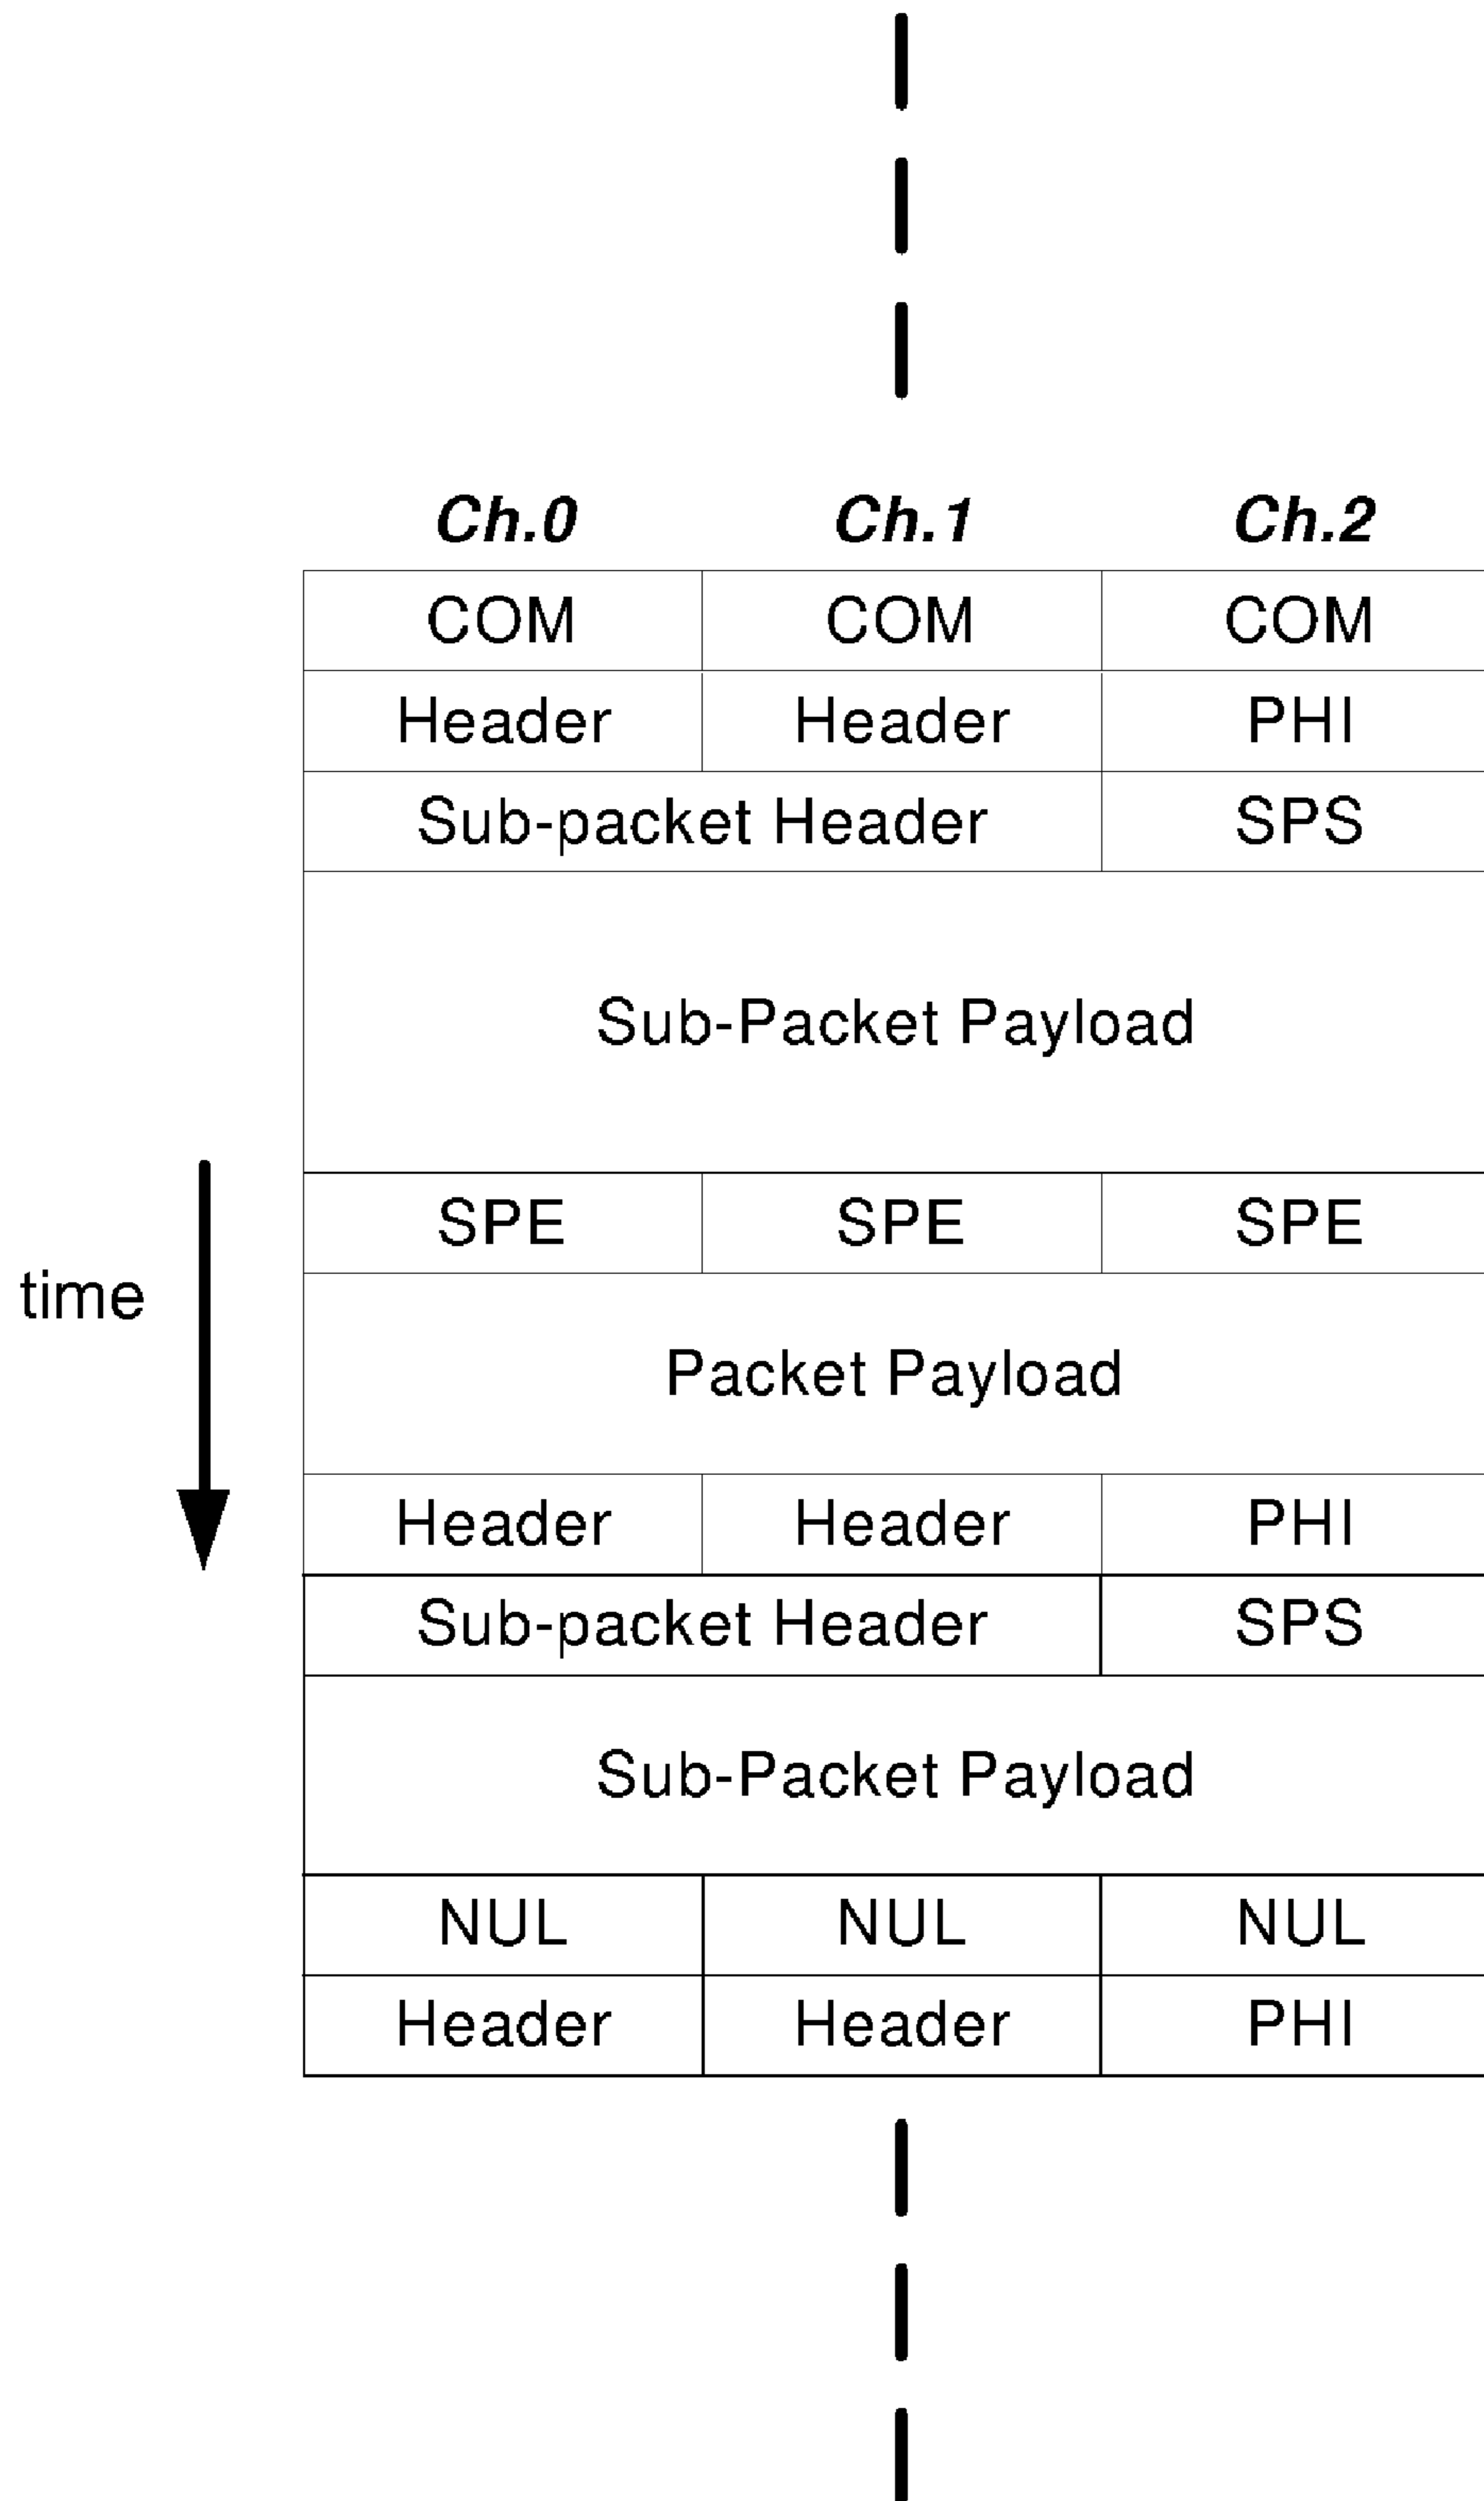 Ch.0 Ch.1 Ch.2
COM COM COM
Header Header PHI
Sub-packet Header SPS
Sub-Packet Payload
SPE SPE SPE
time
Packet Payload
Header Header PHI
Sub-packet Header SPS
Sub-Packet Payload
NUL NUL NUL
Header Header PHI